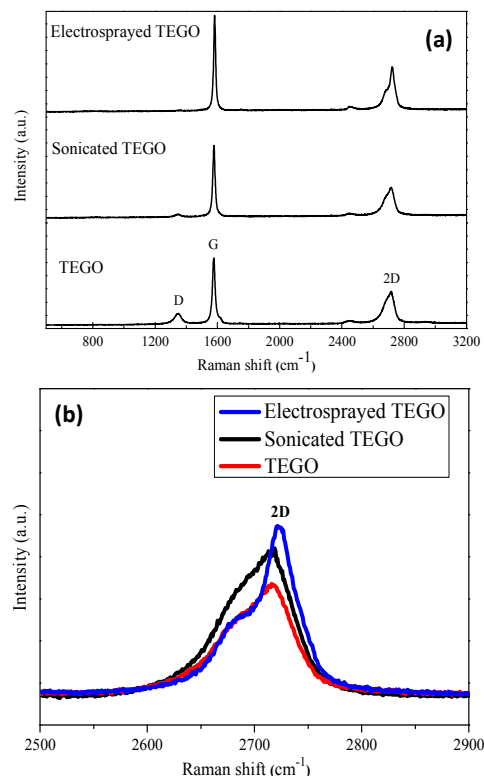 (a)
Electrosprayed TEGO
Sonicated TEGO
TEGO
D
G
2D
Intensity (a.u.)
800 1200 1600 2000 2400 2800 3200
Raman shift (cm-1)
(b)
Electrosprayed TEGO
Sonicated TEGO
TEGO
2D
Intensity (a.u.)
2500 2600 2700 2800 2900
Raman shift (cm-1)